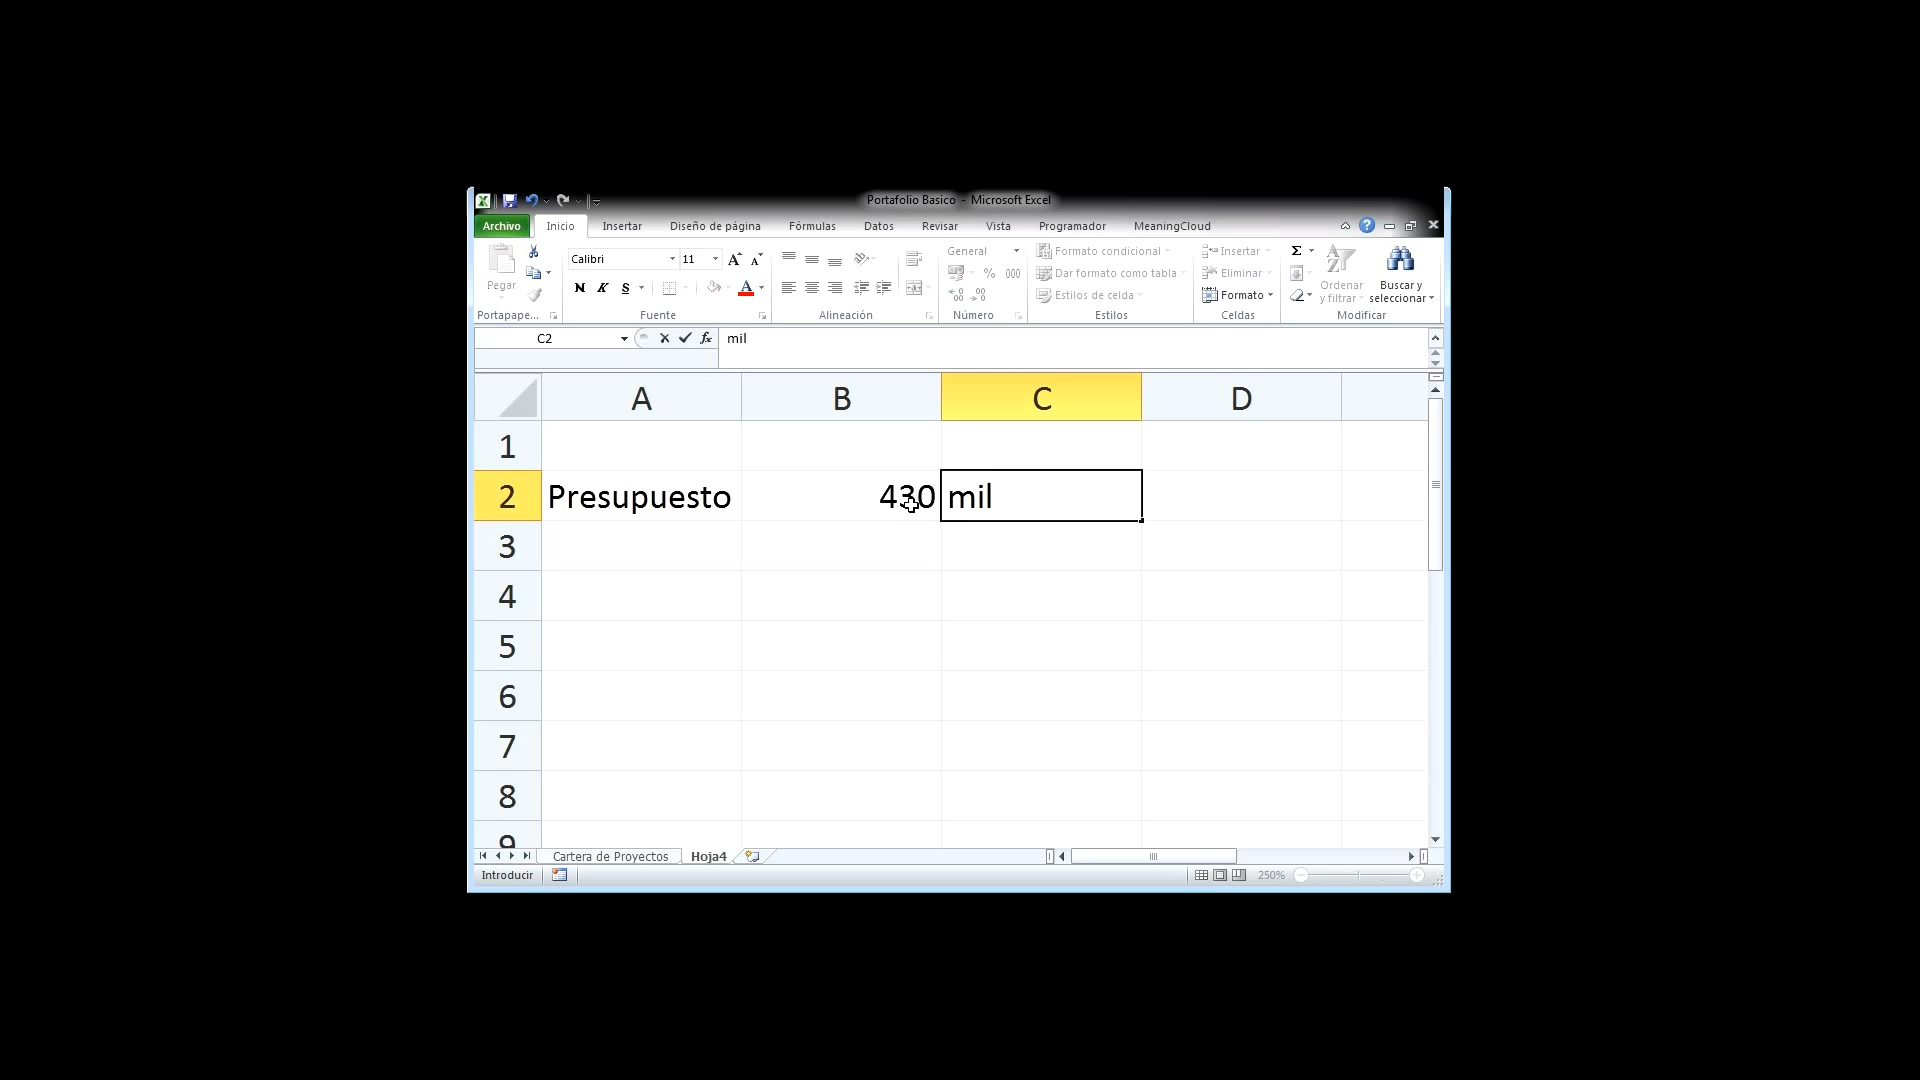 Portafolio Basico - Microsoft Excel
Archivo Inicio Insertar Diseño de página Fórmulas Datos Revisar Vista Programador MeaningCloud
Pegar
Portapape...
Calibri 11
N K S
Fuente
Alineación
General
% 000
Número
Formato condicional
Dar formato como tabla
Estilos de celda
Estilos
Insertar
Eliminar
Formato
Celdas
Σ
Ordenar y filtrar
Buscar y seleccionar
Modificar
C2 fx mil
A B C D
1
2 Presupuesto 430 mil
3
4
5
6
7
8
9
Cartera de Proyectos Hoja4
Introducir 250%